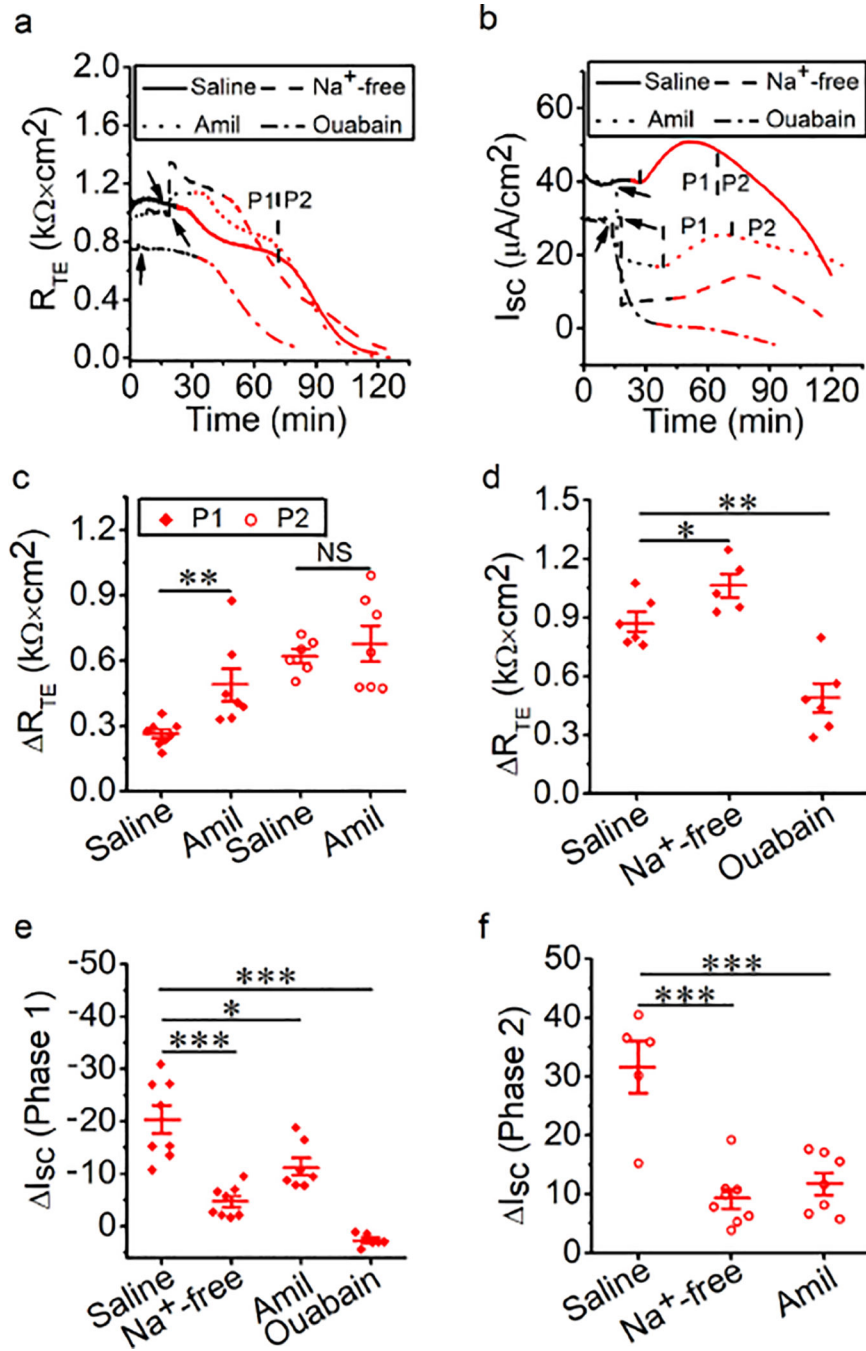 a
2.0
1.6
1.2
0.8
0.4
0.0
R_TE (kΩ×cm²)
Saline
Na⁺-free
Amil
Ouabain
P1
P2
0 30 60 90 120
Time (min)
b
60
40
20
0
I_SC (µA/cm²)
Saline
Na⁺-free
Amil
Ouabain
P1
P2
P1
P2
0 30 60 90 120
Time (min)
c
1.2
0.9
0.6
0.3
0.0
ΔR_TE (kΩ×cm²)
P1
P2
**
NS
Saline
Amil
Saline
Amil
d
1.5
1.2
0.9
0.6
0.3
0.0
ΔR_TE (kΩ×cm²)
**
*
Saline
Na⁺-free
Ouabain
e
-50
-40
-30
-20
-10
0
ΔIsc (Phase 1)
***
*
***
Saline
Na⁺-free
Amil
Ouabain
f
50
40
30
20
10
0
ΔIsc (Phase 2)
***
***
Saline
Na⁺-free
Amil